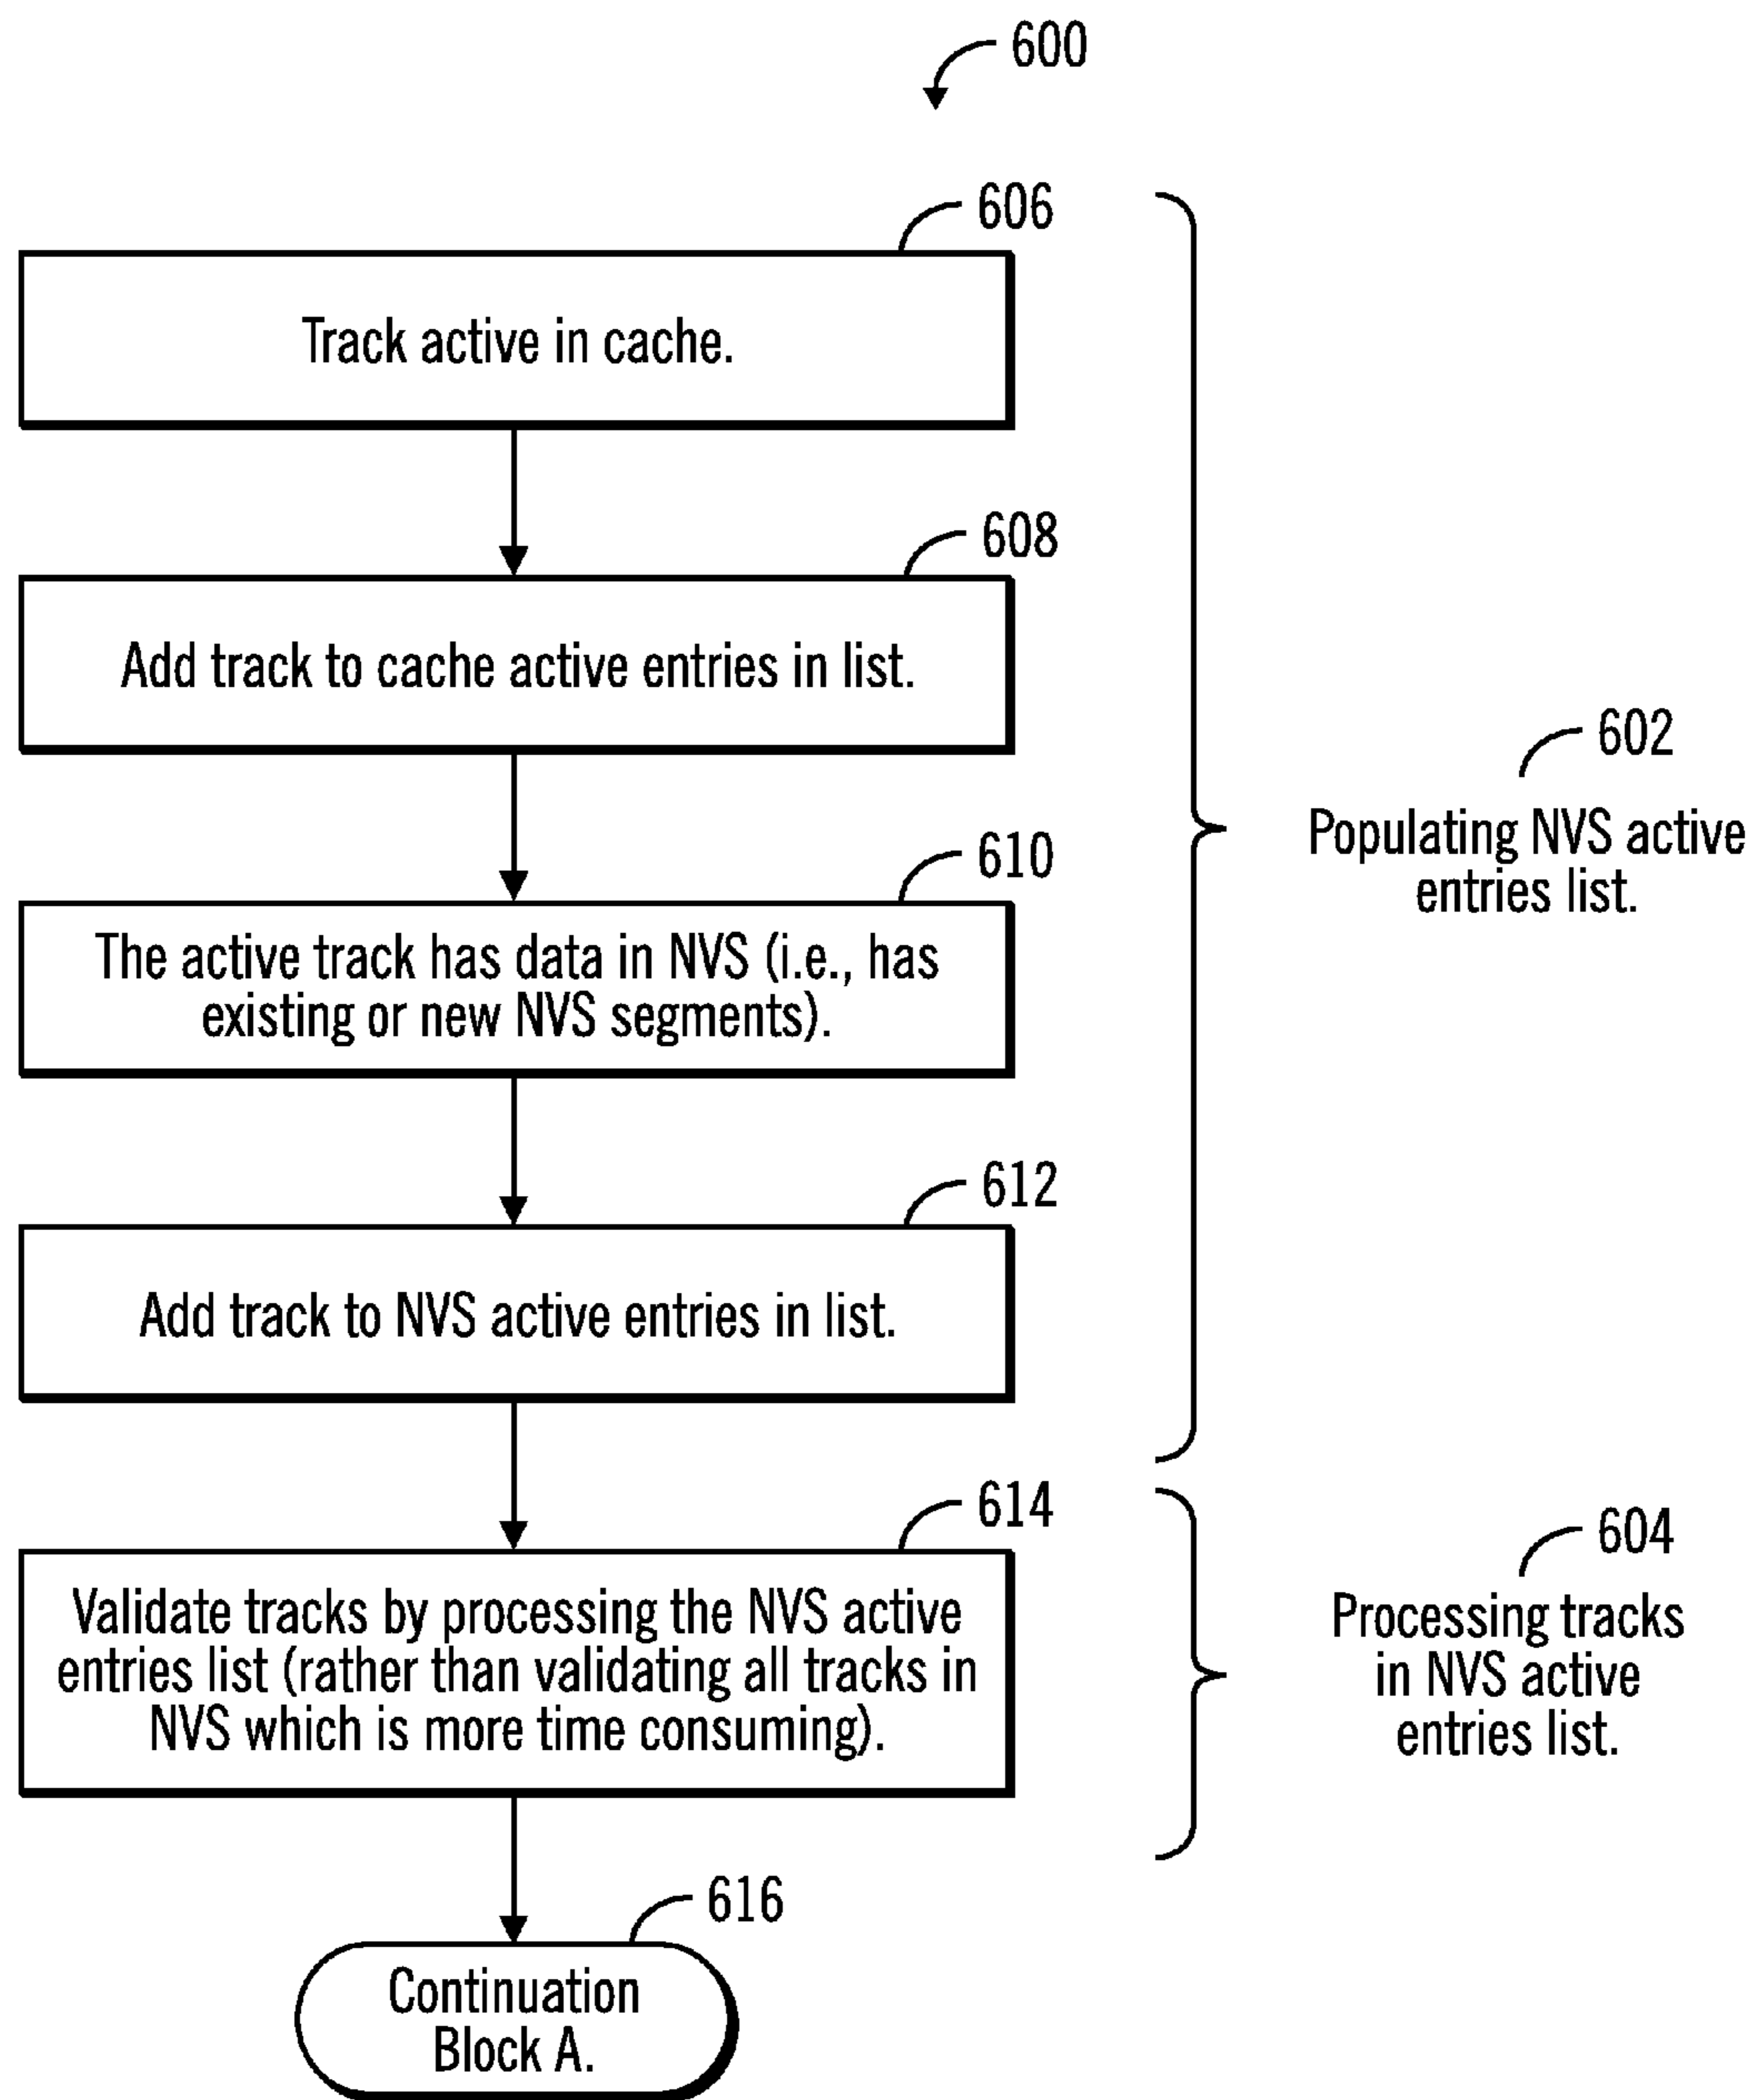 600
606
Track active in cache.
608
Add track to cache active entries in list.
602
Populating NVS active
entries list.
610
The active track has data in NVS (i.e., has
existing or new NVS segments).
612
Add track to NVS active entries in list.
614
Validate tracks by processing the NVS active
entries list (rather than validating all tracks in
NVS which is more time consuming).
604
Processing tracks
in NVS active
entries list.
616
Continuation
Block A.